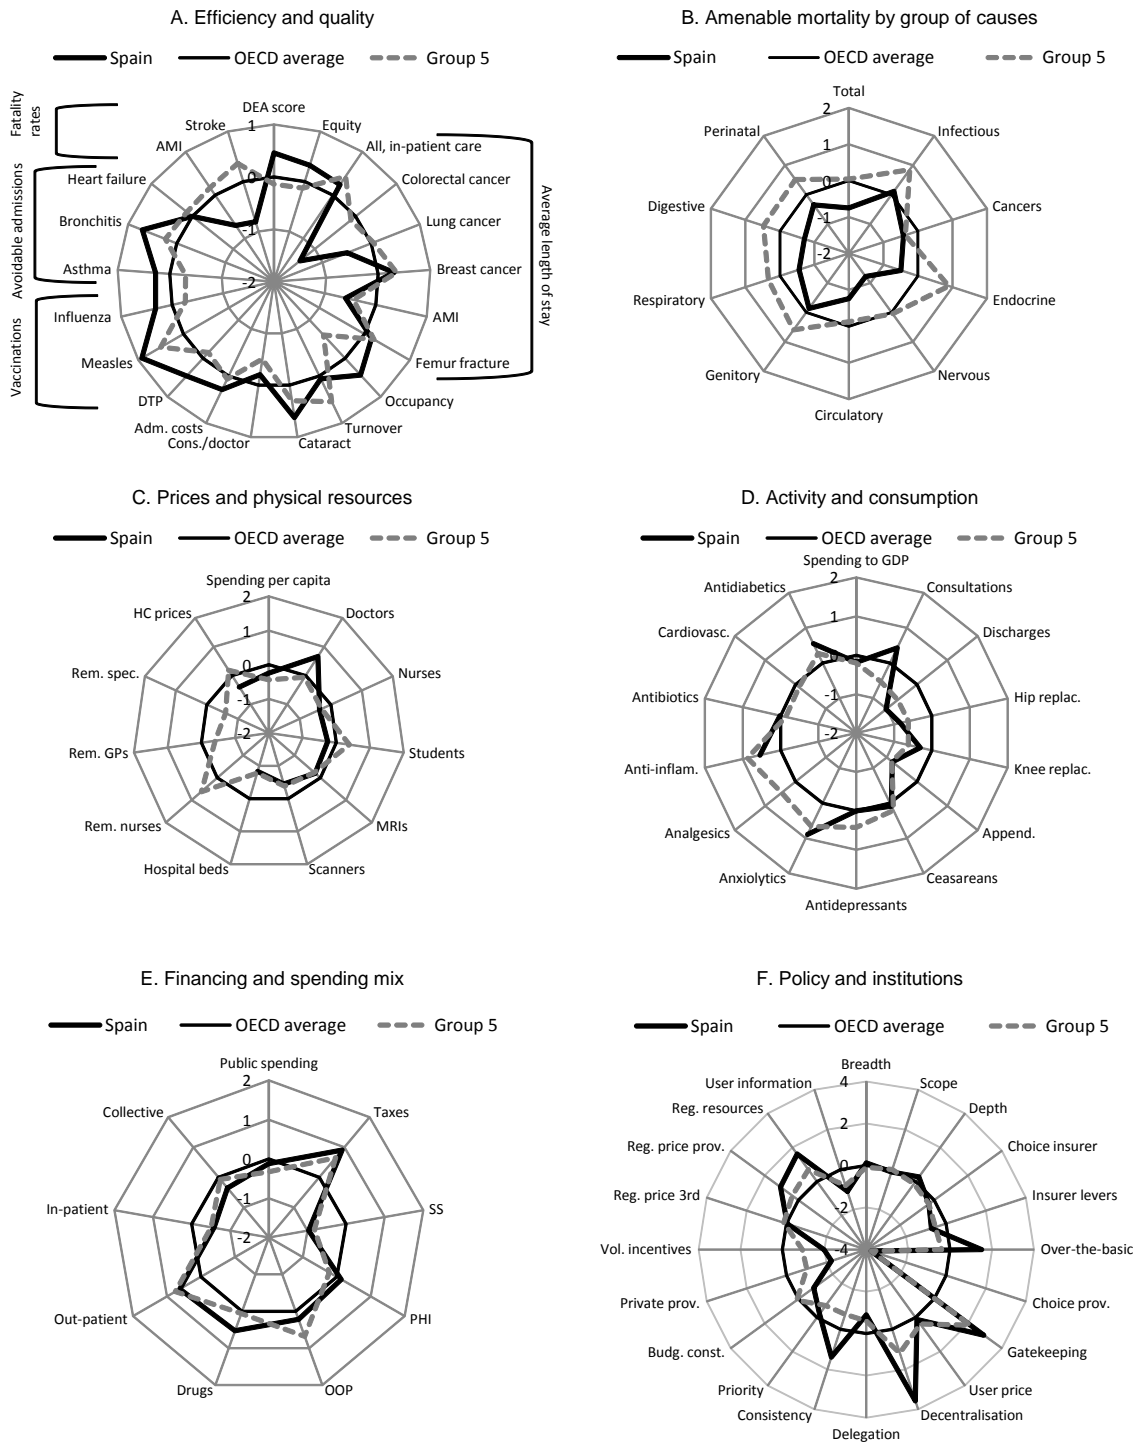 A. Efficiency and quality
Spain OECD average Group 5
Fatality rates
Avoidable admissions
Vaccinations
Average length of stay
DEA score
Equity
All, in-patient care
Colorectal cancer
Lung cancer
Breast cancer
AMI
Femur fracture
Occupancy
Turnover
Cataract
Cons./doctor
Adm. costs
DTP
Measles
Influenza
Asthma
Bronchitis
Heart failure
AMI
Stroke
1
0
-1
-2
B. Amenable mortality by group of causes
Spain OECD average Group 5
Total
Infectious
Cancers
Endocrine
Nervous
Circulatory
Genitory
Respiratory
Digestive
Perinatal
2
1
0
-1
-2
C. Prices and physical resources
Spain OECD average Group 5
Spending per capita
Doctors
Nurses
Students
MRIs
Scanners
Hospital beds
Rem. nurses
Rem. GPs
Rem. spec.
HC prices
2
1
0
-1
-2
D. Activity and consumption
Spain OECD average Group 5
Spending to GDP
Consultations
Discharges
Hip replac.
Knee replac.
Append.
Ceasareans
Antidepressants
Anxiolytics
Analgesics
Anti-inflam.
Antibiotics
Cardiovasc.
Antidiabetics
2
1
0
-1
-2
E. Financing and spending mix
Spain OECD average Group 5
Public spending
Taxes
SS
PHI
OOP
Drugs
Out-patient
In-patient
Collective
2
1
0
-1
-2
F. Policy and institutions
Spain OECD average Group 5
Breadth
Scope
Depth
Choice insurer
Insurer levers
Over-the-basic
Choice prov.
Gatekeeping
User price
Decentralisation
Delegation
Consistency
Priority
Budg. const.
Private prov.
Vol. incentives
Reg. price 3rd
Reg. price prov.
Reg. resources
User information
4
2
0
-2
-4